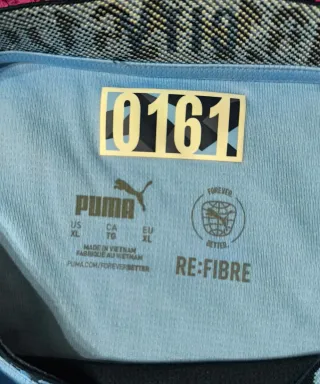 0161
PUMA
FOREVER.
BETTER.
US CA EU
XL TG XL
MADE IN VIETNAM
FABRIQUÉ AU VIETNAM
PUMA.COM/FOREVERBETTER
RE:FIBRE